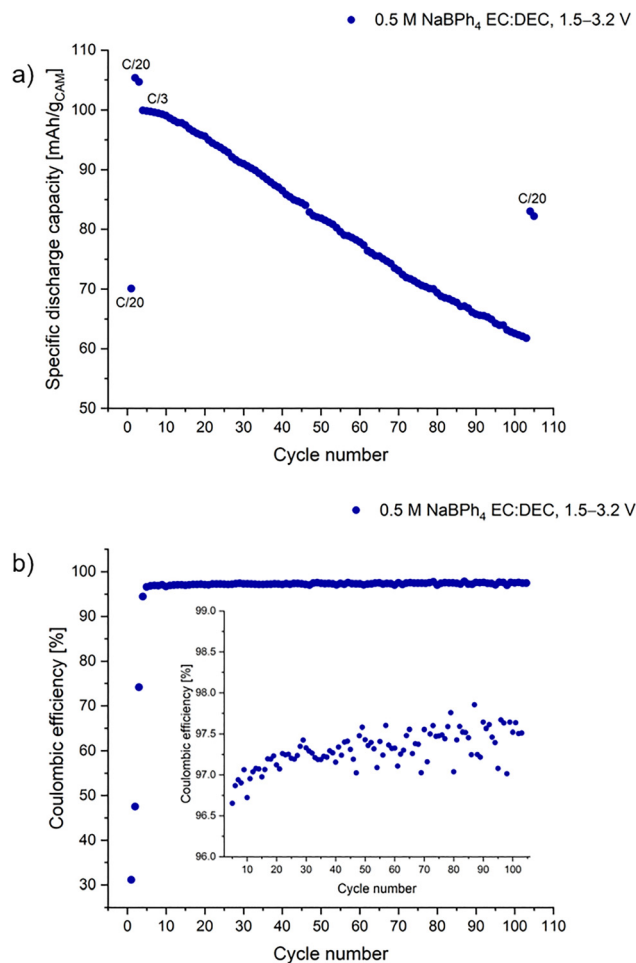 0.5 M NaBPh₄ EC:DEC, 1.5–3.2 V
a)
Specific discharge capacity [mAh/g_CAM]
110
105
100
90
80
70
60
50
C/20
C/3
C/20
C/20
0 10 20 30 40 50 60 70 80 90 100 110
Cycle number
0.5 M NaBPh₄ EC:DEC, 1.5–3.2 V
b)
Coulombic efficiency [%]
100
90
80
70
60
50
40
30
Coulombic efficiency [%]
99.0
98.5
98.0
97.5
97.0
96.5
96.0
10 20 30 40 50 60 70 80 90 100
Cycle number
0 10 20 30 40 50 60 70 80 90 100 110
Cycle number